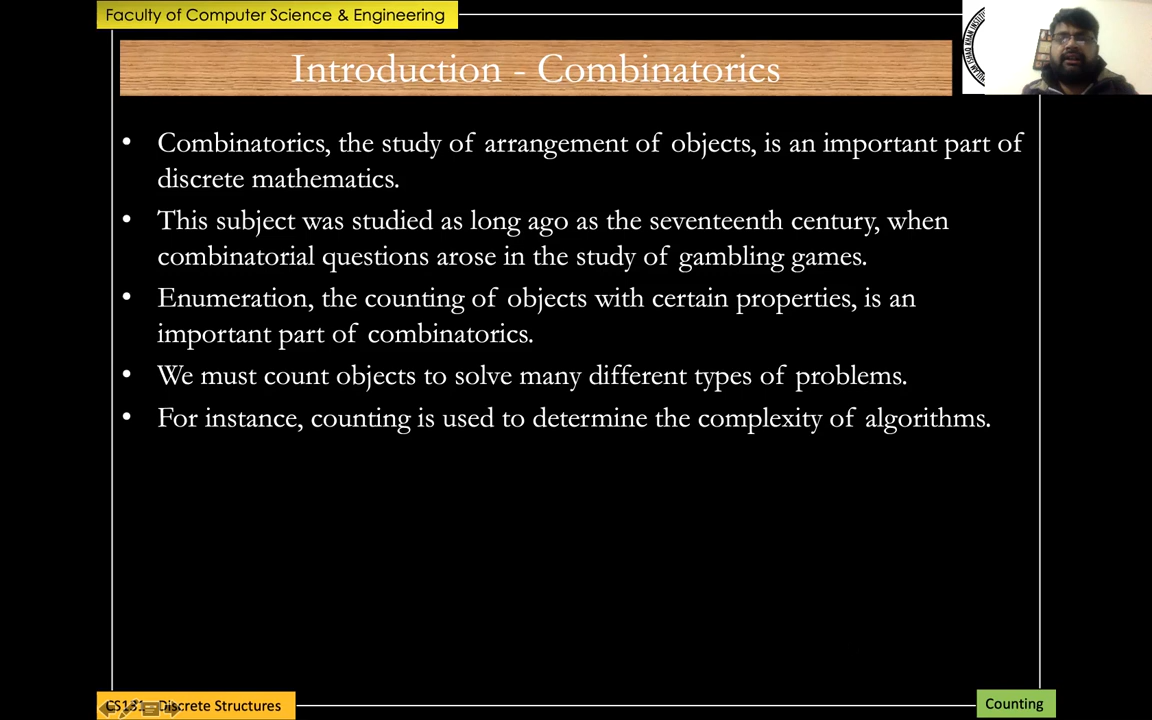 Faculty of Computer Science & Engineering
Introduction - Combinatorics
• Combinatorics, the study of arrangement of objects, is an important part of
discrete mathematics.
• This subject was studied as long ago as the seventeenth century, when
combinatorial questions arose in the study of gambling games.
• Enumeration, the counting of objects with certain properties, is an
important part of combinatorics.
• We must count objects to solve many different types of problems.
• For instance, counting is used to determine the complexity of algorithms.
Discrete Structures
Counting